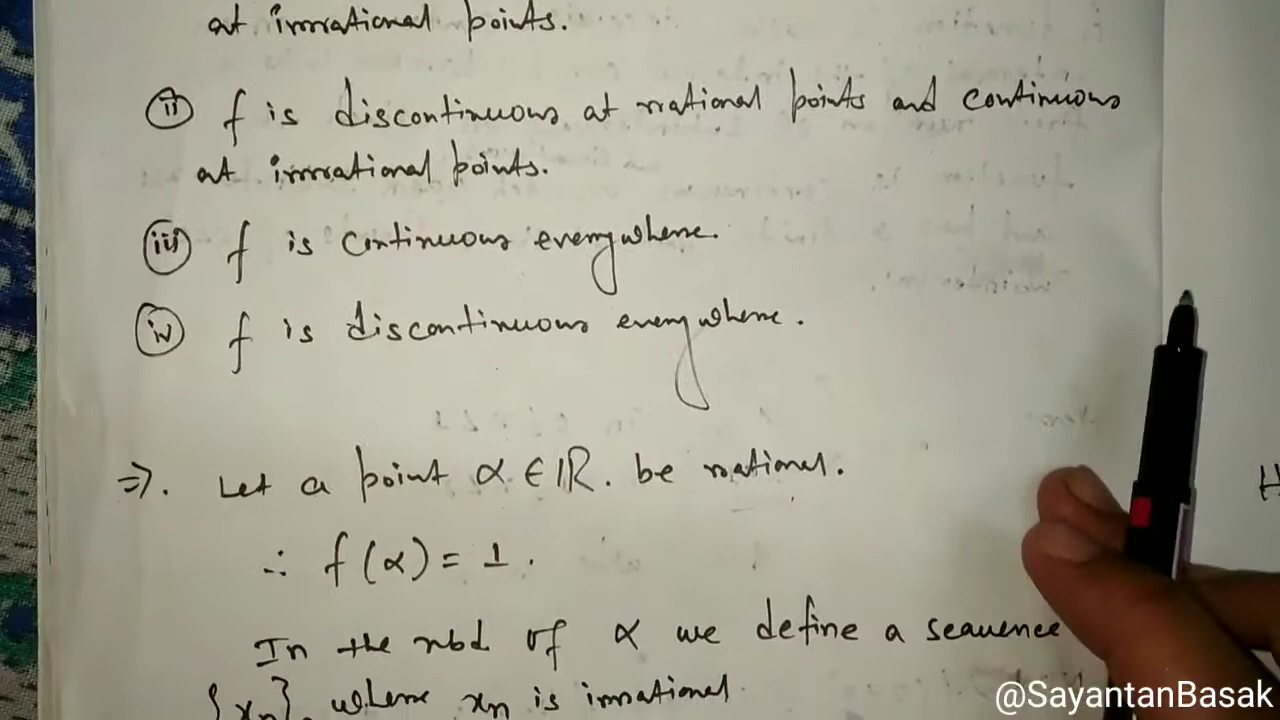 at irrational points.
(ii) f is discontinuous at rational points and continuous
at irrational points.
(iii) f is continuous everywhere.
(iv) f is discontinuous everywhere.
⇒. Let a point α ∈ ℝ. be rational.
∴ f(α) = 1.
In the nbd of α we define a sequence
{xn}, where xn is irrational.
H
@SayantanBasak